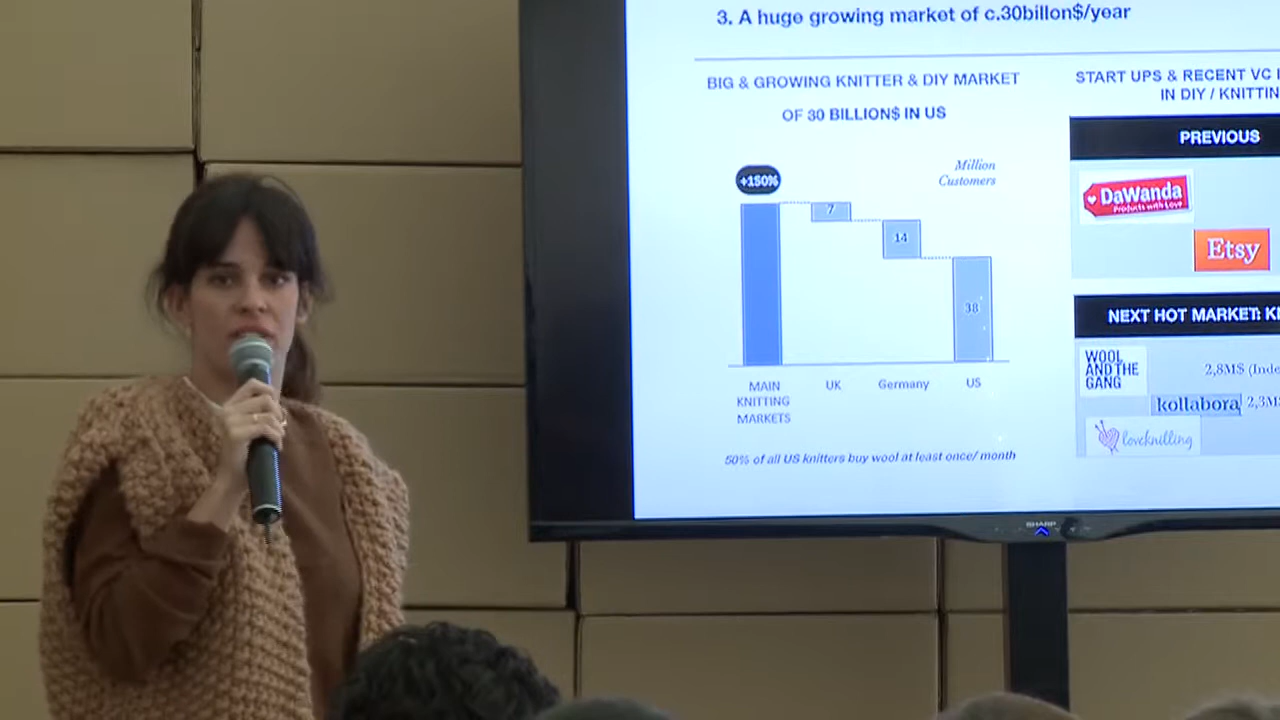 3. A huge growing market of c.30billon$/year
BIG & GROWING KNITTER & DIY MARKET
OF 30 BILLION$ IN US
+150%
Million
Customers
7
14
38
MAIN
KNITTING
MARKETS
UK
Germany
US
50% of all US knitters buy wool at least once/ month
START UPS & RECENT VC
IN DIY / KNITTIN
PREVIOUS
DaWanda
Products with Love
Etsy
NEXT HOT MARKET:
WOOL
AND THE
GANG
2,8M$ (Inde
kollabora
2,3M
loveknitting
SHARP